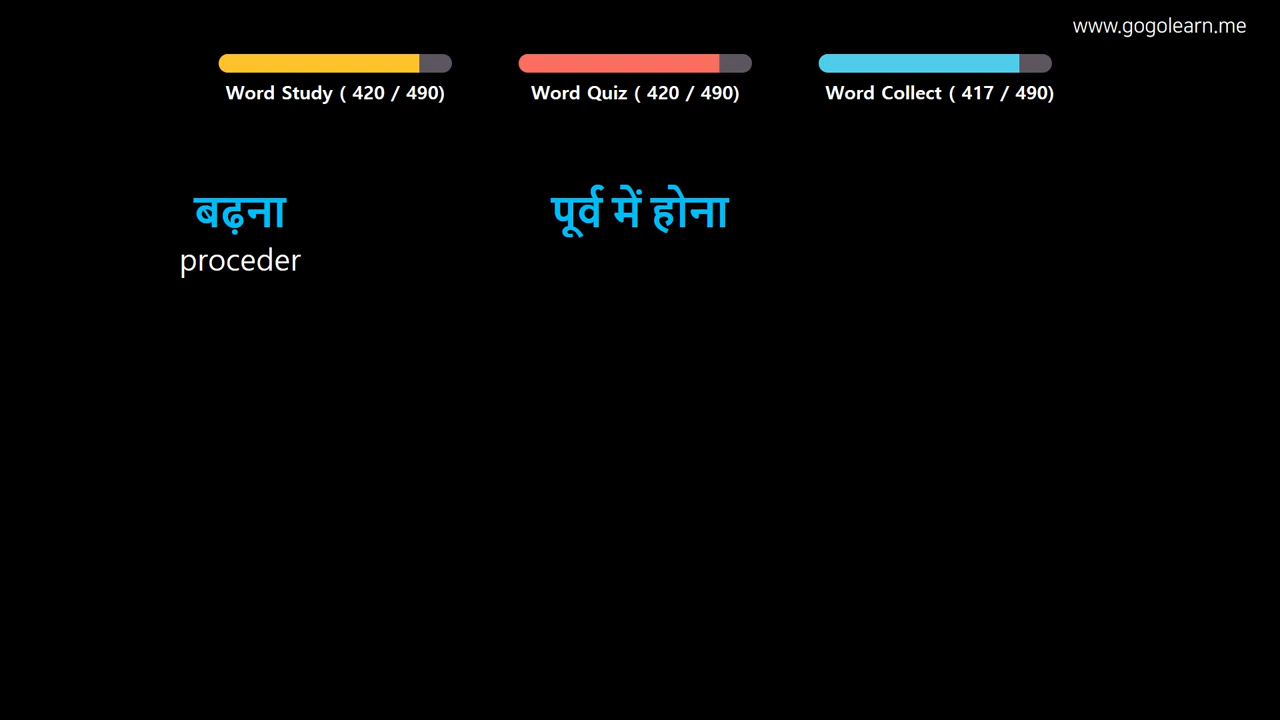 www.gogolearn.me
Word Study ( 420 / 490)
Word Quiz ( 420 / 490)
Word Collect ( 417 / 490)
बढ़ना
proceder
पूर्व में होना